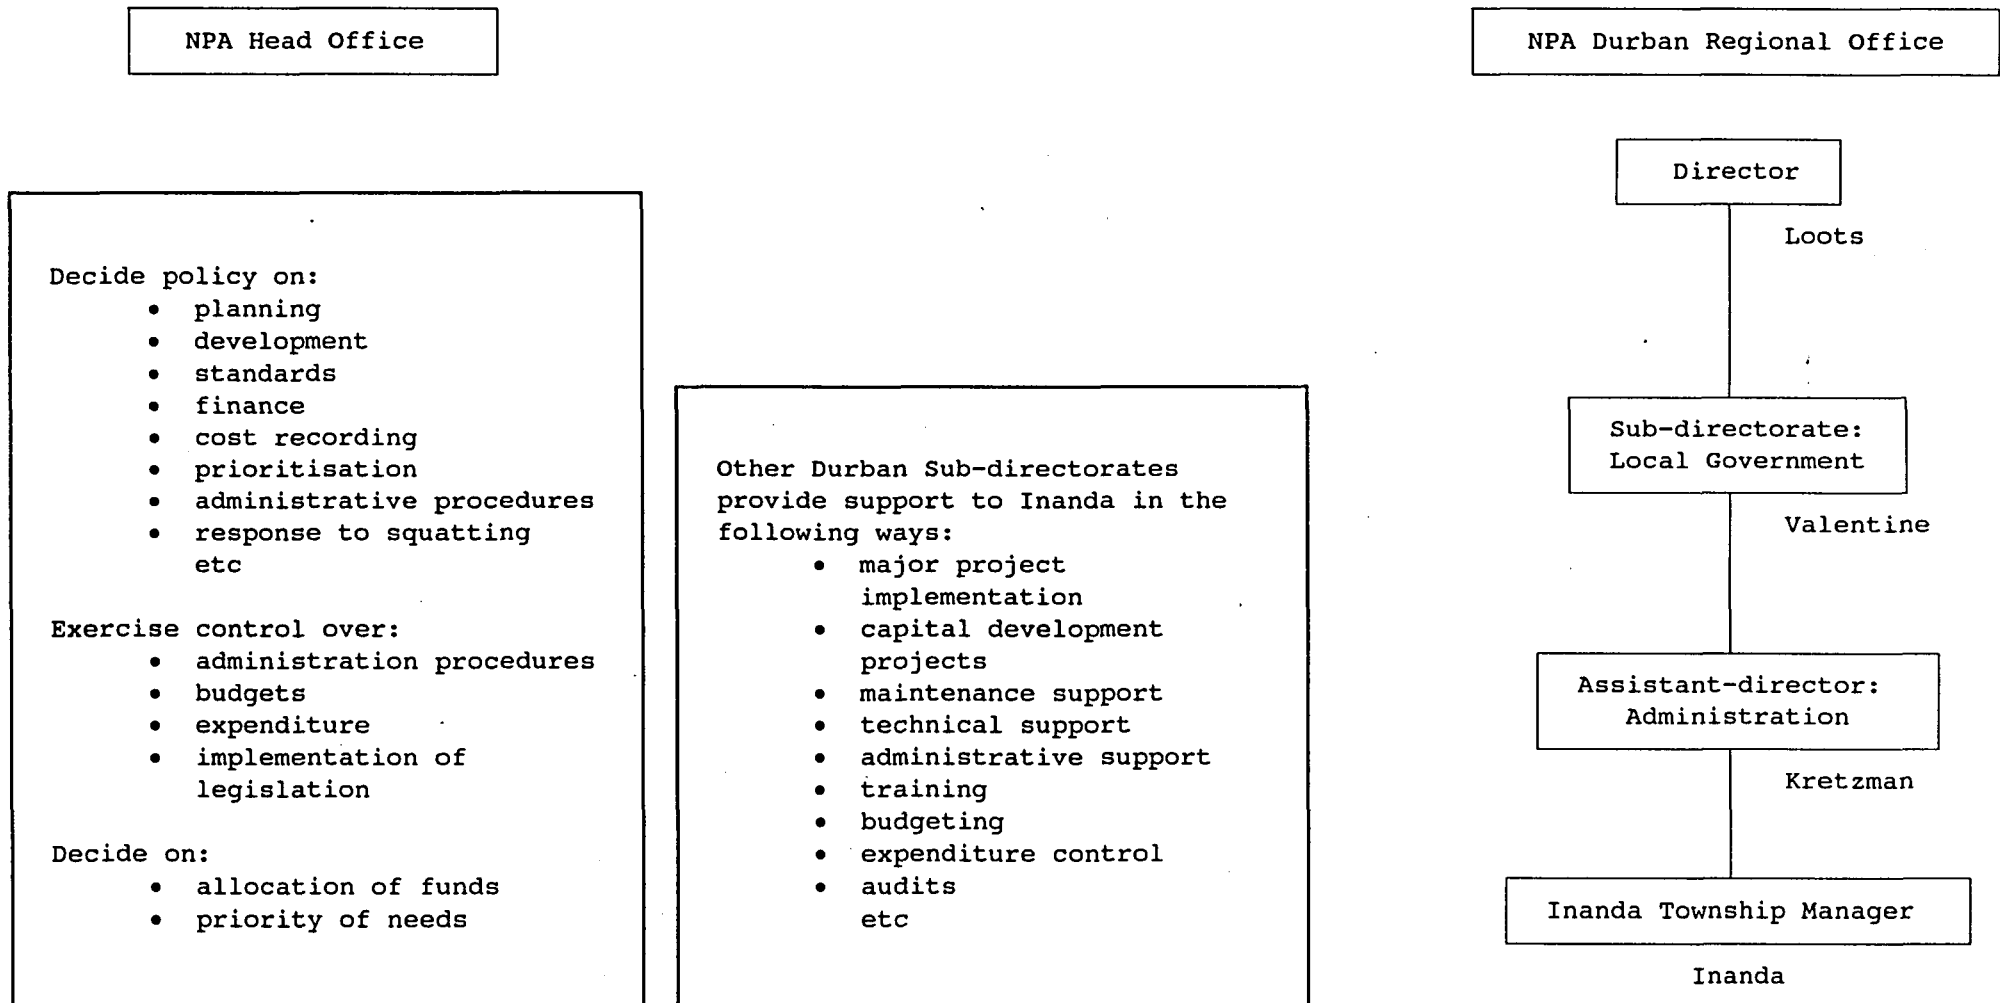 NPA Head Office
Decide policy on:
• planning
• development
• standards
• finance
• cost recording
• prioritisation
• administrative procedures
• response to squatting
etc
Exercise control over:
• administration procedures
• budgets
• expenditure
• implementation of
legislation
Decide on:
• allocation of funds
• priority of needs
Other Durban Sub-directorates
provide support to Inanda in the
following ways:
• major project
implementation
• capital development
projects
• maintenance support
• technical support
• administrative support
• training
• budgeting
• expenditure control
• audits
etc
NPA Durban Regional Office
Director
Loots
Sub-directorate:
Local Government
Valentine
Assistant-director:
Administration
Kretzman
Inanda Township Manager
Inanda